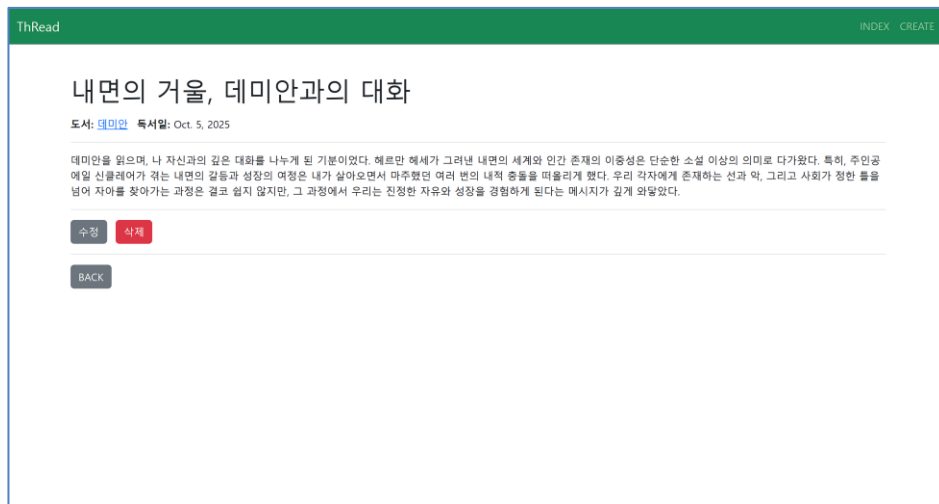 ThRead
INDEX CREATE
내면의 거울, 데미안과의 대화
도서: 데미안 독서일: Oct. 5, 2025
데미안을 읽으며, 나 자신과의 깊은 대화를 나누게 된 기분이었다. 헤르만 헤세가 그려낸 내면의 세계와 인간 존재의 이중성은 단순한 소설 이상의 의미로 다가왔다. 특히, 주인공
에일 신클레어가 겪는 내면의 갈등과 성장의 여정은 내가 살아오면서 마주했던 여러 번의 내적 충돌을 떠올리게 했다. 우리 각자에게 존재하는 선과 악, 그리고 사회가 정한 틀을
넘어 자아를 찾아가는 과정은 결코 쉽지 않지만, 그 과정에서 우리는 진정한 자유와 성장을 경험하게 된다는 메시지가 깊게 와닿았다.
수정 삭제
BACK